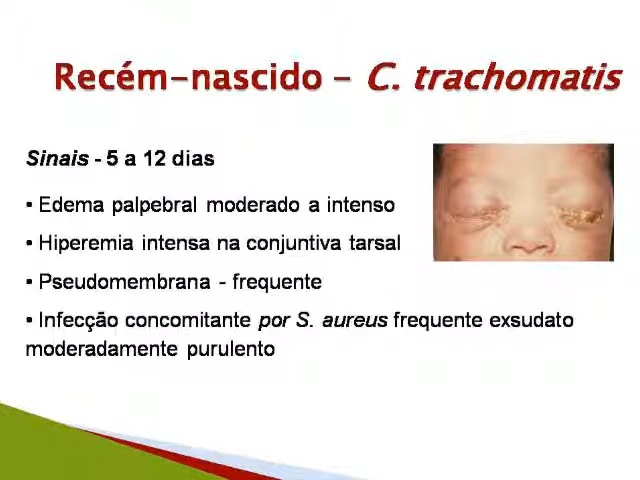 Recém-nascido - C. trachomatis
Sinais - 5 a 12 dias
• Edema palpebral moderado a intenso
• Hiperemia intensa na conjuntiva tarsal
• Pseudomembrana - frequente
• Infecção concomitante por S. aureus frequente exsudato
moderadamente purulento